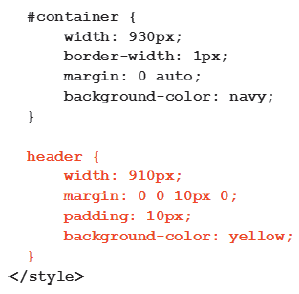 #container {
    width: 930px;
    border-width: 1px;
    margin: 0 auto;
    background-color: navy;
}

header {
    width: 910px;
    margin: 0 0 10px 0;
    padding: 10px;
    background-color: yellow;
}
</style>